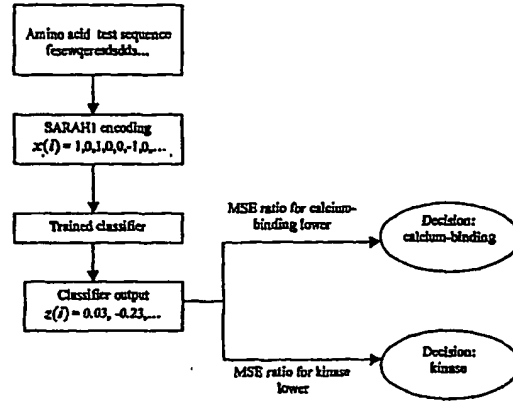 Amino acid test sequence
fesewqeresdsdds...
SARAH1 encoding
x(i) = 1,0,1,0,0,-1,0,...
Trained classifier
Classifier output
z(i) = 0.03, -0.23,...
MSE ratio for calcium-
binding lower
Decision:
calcium-binding
MSE ratio for kinase
lower
Decision:
kinase